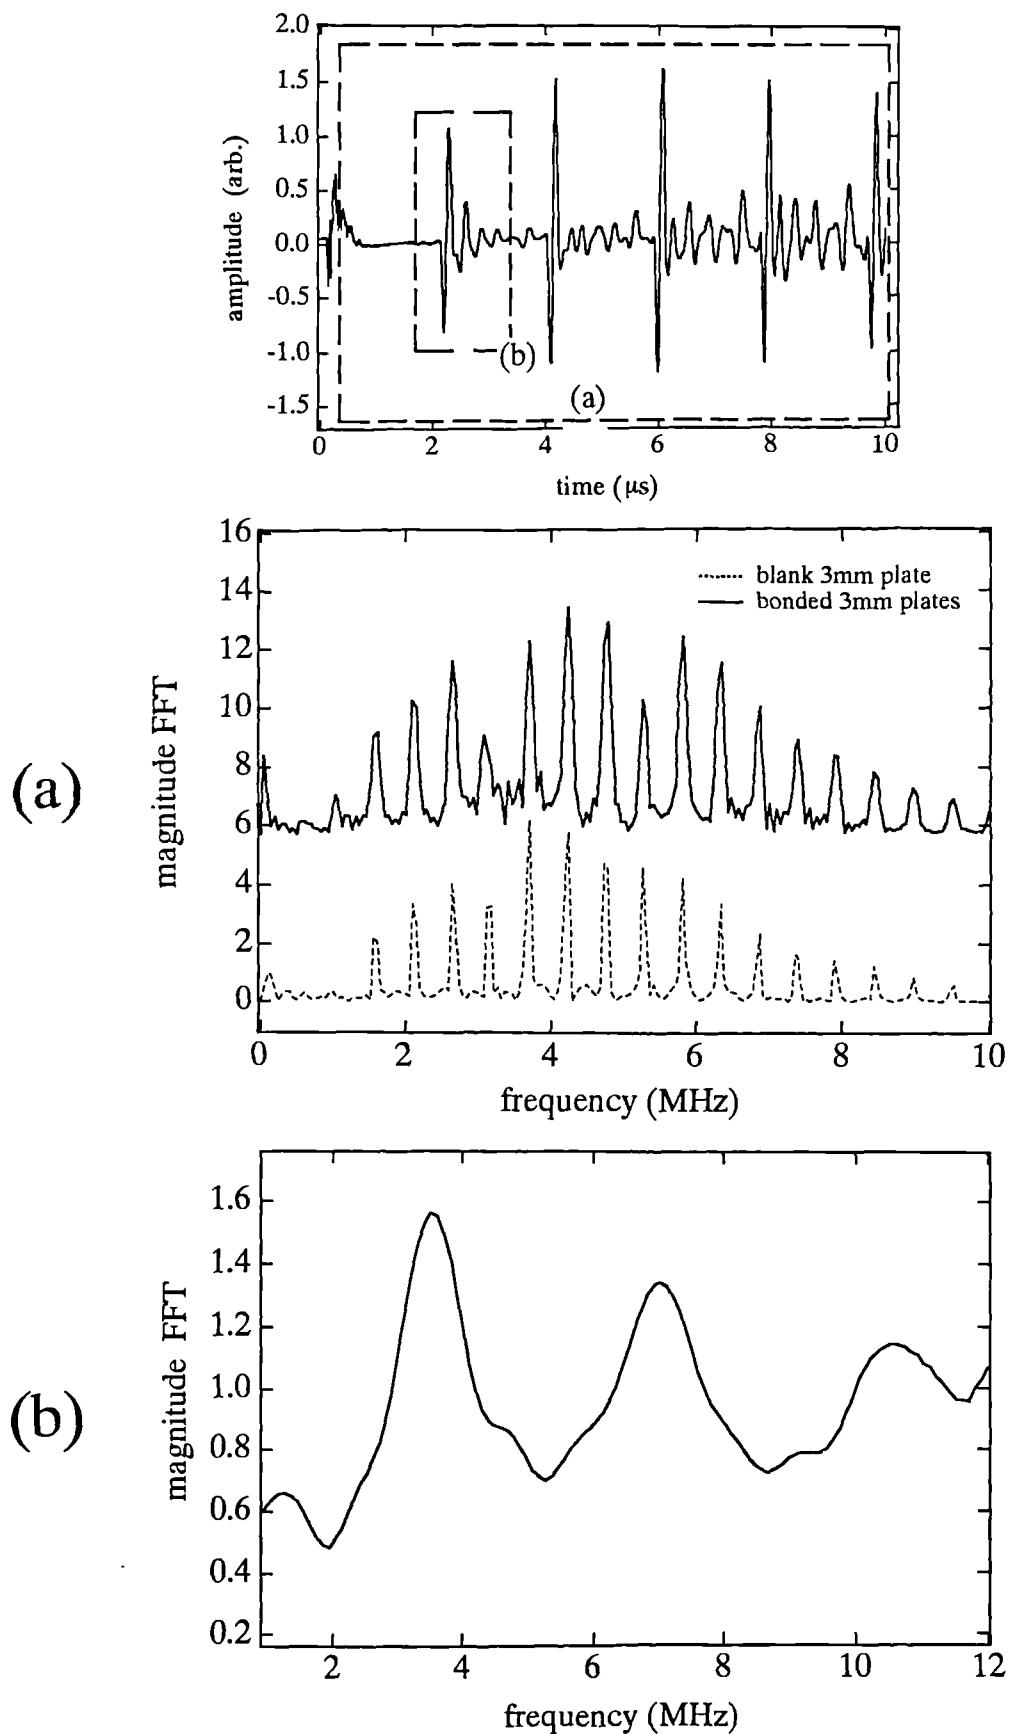 2.0
1.5
1.0
0.5
0.0
-0.5
-1.0
-1.5
amplitude (arb.)
(b)
(a)
0 2 4 6 8 10
time (μs)
(a)
16
14
12
10
8
6
4
2
0
magnitude FFT
blank 3mm plate
bonded 3mm plates
0 2 4 6 8 10
frequency (MHz)
(b)
1.6
1.4
1.2
1.0
0.8
0.6
0.4
0.2
magnitude FFT
2 4 6 8 10 12
frequency (MHz)